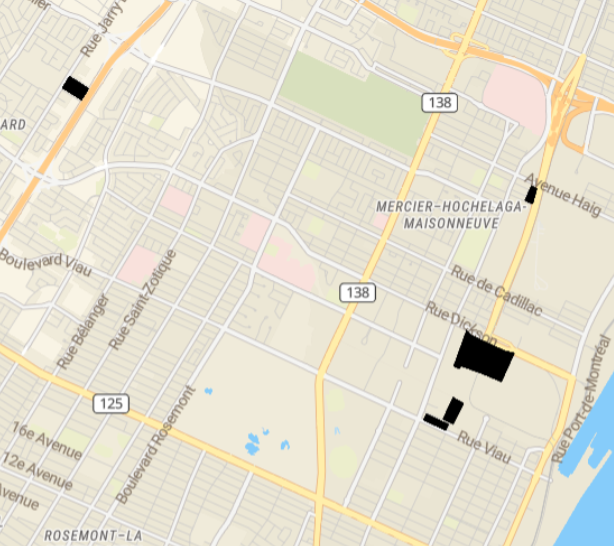 Rue Jarry
138
ARD
Avenue Haig
MERCIER-HOCHELAGA-
MAISONNEUVE
Boulevard Viau
Rue Saint-Zotique
Rue de Cadillac
138
Rue Dickson
Rue Bélanger
Rue Port-de-Montréal
125
Boulevard Rosemont
16e Avenue
Rue Viau
12e Avenue
Avenue
ROSEMONT-LA